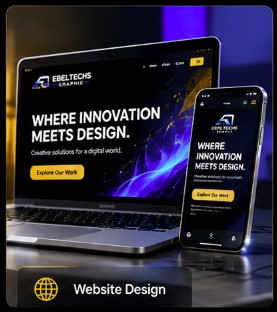 EBELTECHS
GRAPHIX
WHERE INNOVATION
MEETS DESIGN.
Creative solutions for a digital world.
Explore Our Work
EBELTECHS
WHERE
INNOVATION
MEETS DESIGN.
Explore Our Work
Website Design